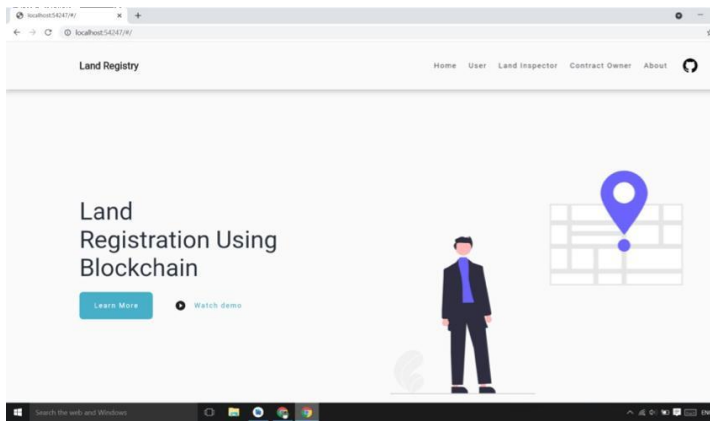 localhost:54247/#/
localhost:54247/#/
Land Registry
Home User Land Inspector Contract Owner About
Land
Registration Using
Blockchain
Learn More
Watch demo
Search the web and Windows